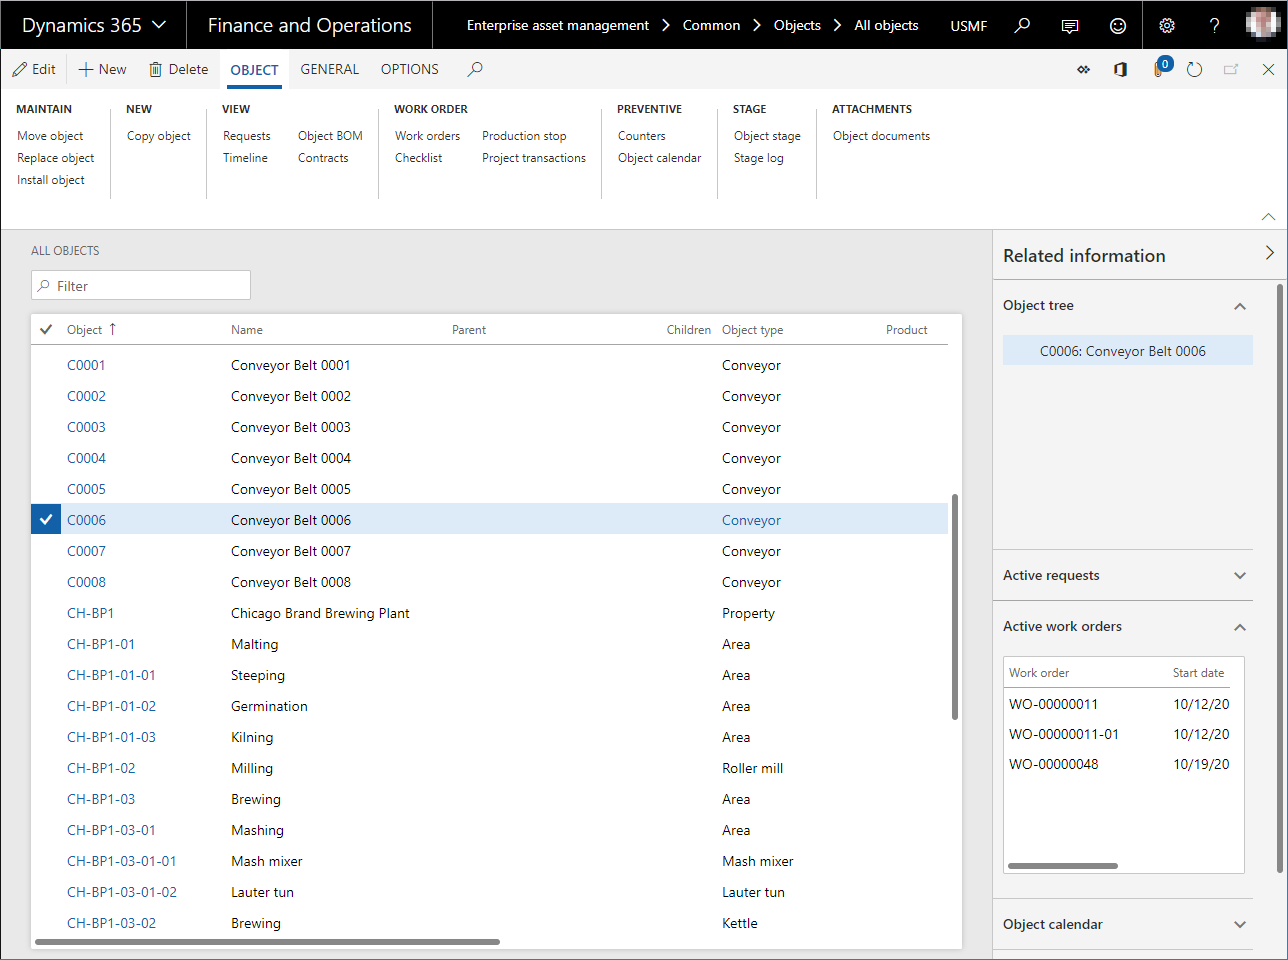 Dynamics 365 Finance and Operations Enterprise asset management Common Objects All objects USMF ?
Edit New Delete OBJECT GENERAL OPTIONS 0
MAINTAIN NEW VIEW WORK ORDER PREVENTIVE STAGE ATTACHMENTS
Move object Copy object Requests Object BOM Work orders Production stop Counters Object stage Object documents
Replace object Timeline Contracts Checklist Project transactions Object calendar Stage log
Install object
ALL OBJECTS
Filter
Object ↑ Name Parent Children Object type Product
C0001 Conveyor Belt 0001 Conveyor
C0002 Conveyor Belt 0002 Conveyor
C0003 Conveyor Belt 0003 Conveyor
C0004 Conveyor Belt 0004 Conveyor
C0005 Conveyor Belt 0005 Conveyor
C0006 Conveyor Belt 0006 Conveyor
C0007 Conveyor Belt 0007 Conveyor
C0008 Conveyor Belt 0008 Conveyor
CH-BP1 Chicago Brand Brewing Plant Property
CH-BP1-01 Malting Area
CH-BP1-01-01 Steeping Area
CH-BP1-01-02 Germination Area
CH-BP1-01-03 Kilning Area
CH-BP1-02 Milling Roller mill
CH-BP1-03 Brewing Area
CH-BP1-03-01 Mashing Area
CH-BP1-03-01-01 Mash mixer Mash mixer
CH-BP1-03-01-02 Lauter tun Lauter tun
CH-BP1-03-02 Brewing Kettle
Related information
Object tree
C0006: Conveyor Belt 0006
Active requests
Active work orders
Work order Start date
WO-00000011 10/12/20
WO-00000011-01 10/12/20
WO-00000048 10/19/20
Object calendar